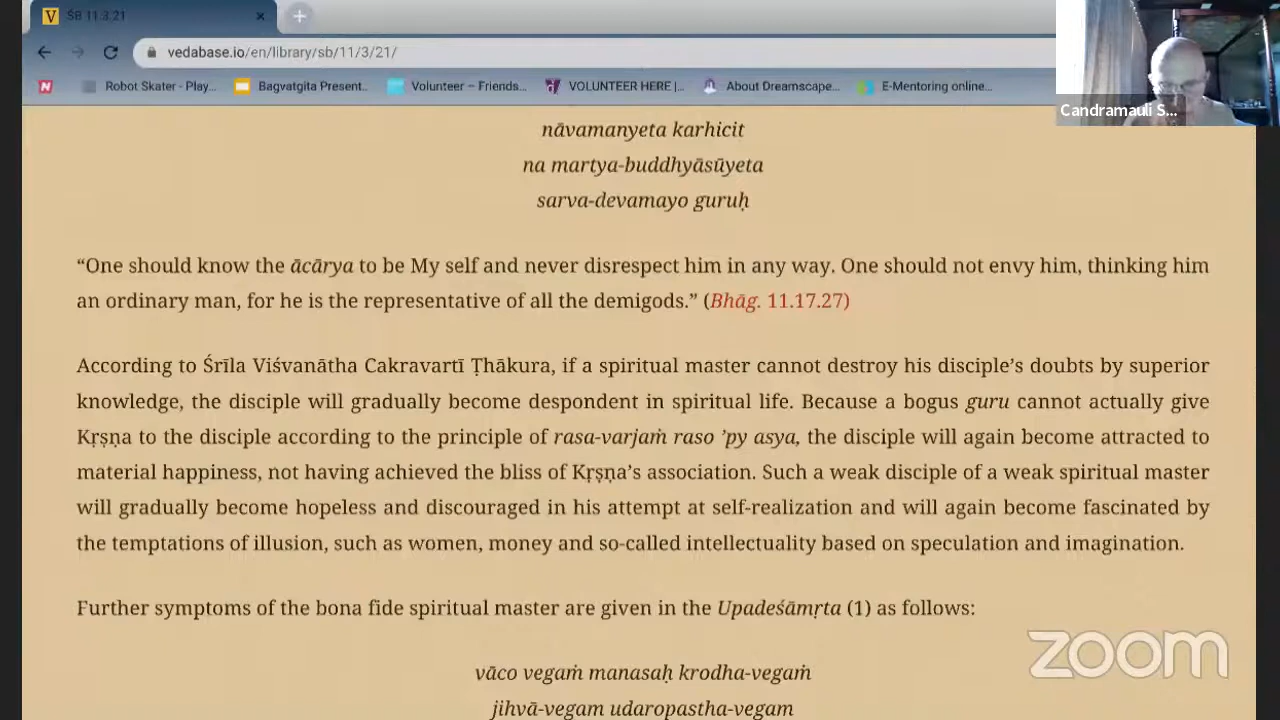 ŚB 11.3.21
vedabase.io/en/library/sb/11/3/21/
Robot Skater - Play...
Bagvatgita Present...
Volunteer – Friends...
VOLUNTEER HERE |...
About Dreamscape...
E-Mentoring online...
Candramauli S...
nāvamanyeta karhicit
na martya-buddhyāsūyeta
sarva-devamayo guruḥ
“One should know the ācārya to be My self and never disrespect him in any way. One should not envy him, thinking him
an ordinary man, for he is the representative of all the demigods.” (Bhāg. 11.17.27)
According to Śrīla Viśvanātha Cakravartī Ṭhākura, if a spiritual master cannot destroy his disciple’s doubts by superior
knowledge, the disciple will gradually become despondent in spiritual life. Because a bogus guru cannot actually give
Kṛṣṇa to the disciple according to the principle of rasa-varjaṁ raso ’py asya, the disciple will again become attracted to
material happiness, not having achieved the bliss of Kṛṣṇa’s association. Such a weak disciple of a weak spiritual master
will gradually become hopeless and discouraged in his attempt at self-realization and will again become fascinated by
the temptations of illusion, such as women, money and so-called intellectuality based on speculation and imagination.
Further symptoms of the bona fide spiritual master are given in the Upadeśāmṛta (1) as follows:
vāco vegaṁ manasaḥ krodha-vegaṁ
jihvā-vegam udaropastha-vegam
zoom